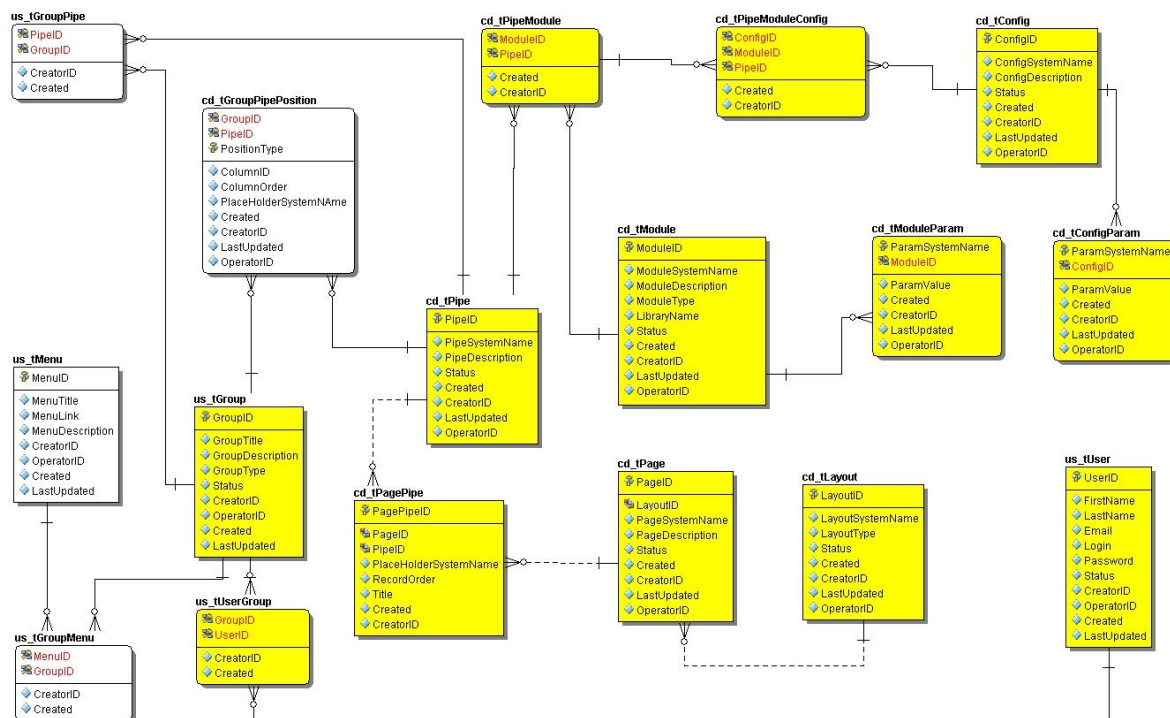 us_tGroupPipe
PipeID
GroupID
CreatorID
Created
cd_tPipeModule
ModuleID
PipeID
Created
CreatorID
cd_tPipeModuleConfig
ConfigID
ModuleID
PipeID
Created
CreatorID
cd_tConfig
ConfigID
ConfigSystemName
ConfigDescription
Status
Created
CreatorID
LastUpdated
OperatorID
cd_tGroupPipePosition
GroupID
PipeID
PositionType
ColumnID
ColumnOrder
PlaceHolderSystemNAme
Created
CreatorID
LastUpdated
OperatorID
cd_tModule
ModuleID
ModuleSystemName
ModuleDescription
ModuleType
LibraryName
Status
Created
CreatorID
LastUpdated
OperatorID
cd_tModuleParam
ParamSystemName
ModuleID
ParamValue
Created
CreatorID
LastUpdated
OperatorID
cd_tConfigParam
ParamSystemName
ConfigID
ParamValue
Created
CreatorID
LastUpdated
OperatorID
cd_tPipe
PipeID
PipeSystemName
PipeDescription
Status
Created
CreatorID
LastUpdated
OperatorID
us_tMenu
MenuID
MenuTitle
MenuLink
MenuDescription
CreatorID
OperatorID
Created
LastUpdated
us_tGroup
GroupID
GroupTitle
GroupDescription
GroupType
Status
CreatorID
OperatorID
Created
LastUpdated
cd_tPagePipe
PagePipeID
PageID
PipeID
PlaceHolderSystemName
RecordOrder
Title
Created
CreatorID
cd_tPage
PageID
LayoutID
PageSystemName
PageDescription
Status
Created
CreatorID
LastUpdated
OperatorID
cd_tLayout
LayoutID
LayoutSystemName
LayoutType
Status
Created
CreatorID
LastUpdated
OperatorID
us_tUser
UserID
FirstName
LastName
Email
Login
Password
Status
CreatorID
OperatorID
Created
LastUpdated
us_tGroupMenu
MenuID
GroupID
CreatorID
Created
us_tUserGroup
GroupID
UserID
CreatorID
Created